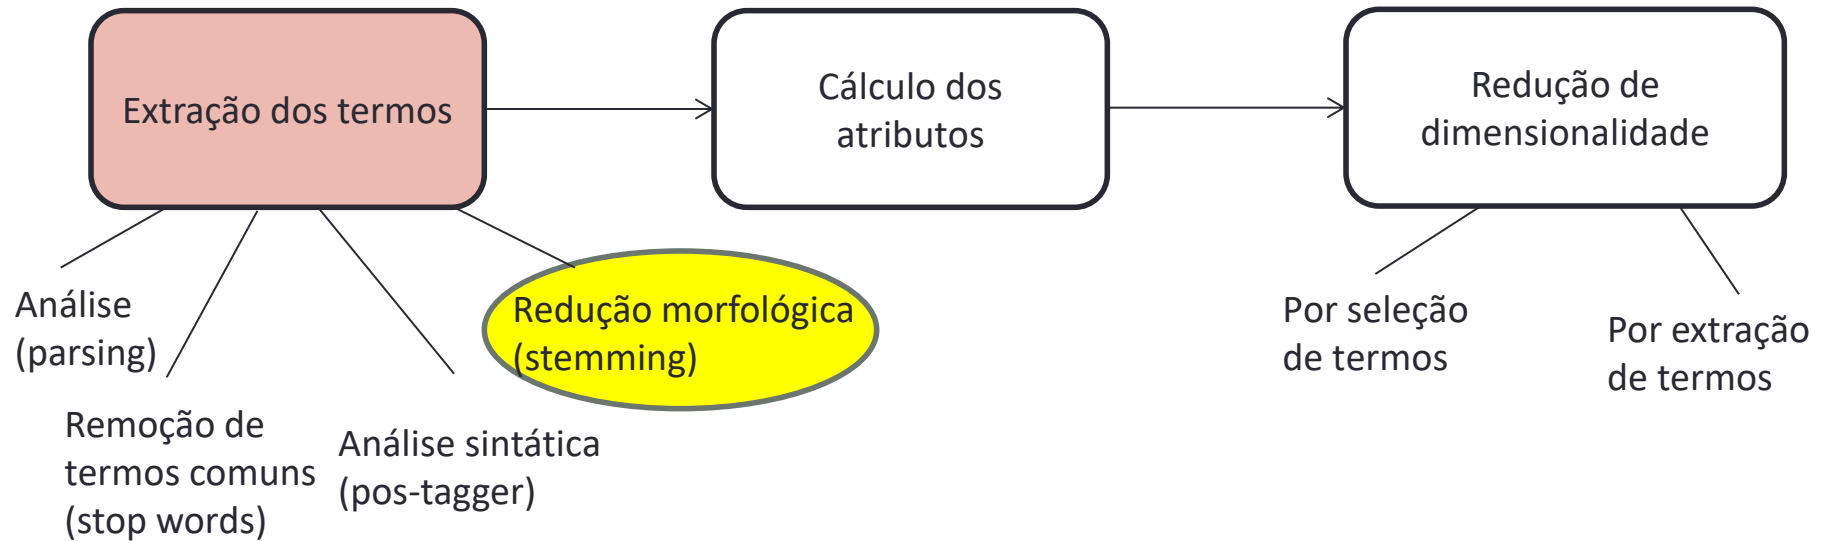 Extração dos termos
Cálculo dos
atributos
Redução de
dimensionalidade
Análise
(parsing)
Remoção de
termos comuns
(stop words)
Análise sintática
(pos-tagger)
Redução morfológica
(stemming)
Por seleção
de termos
Por extração
de termos